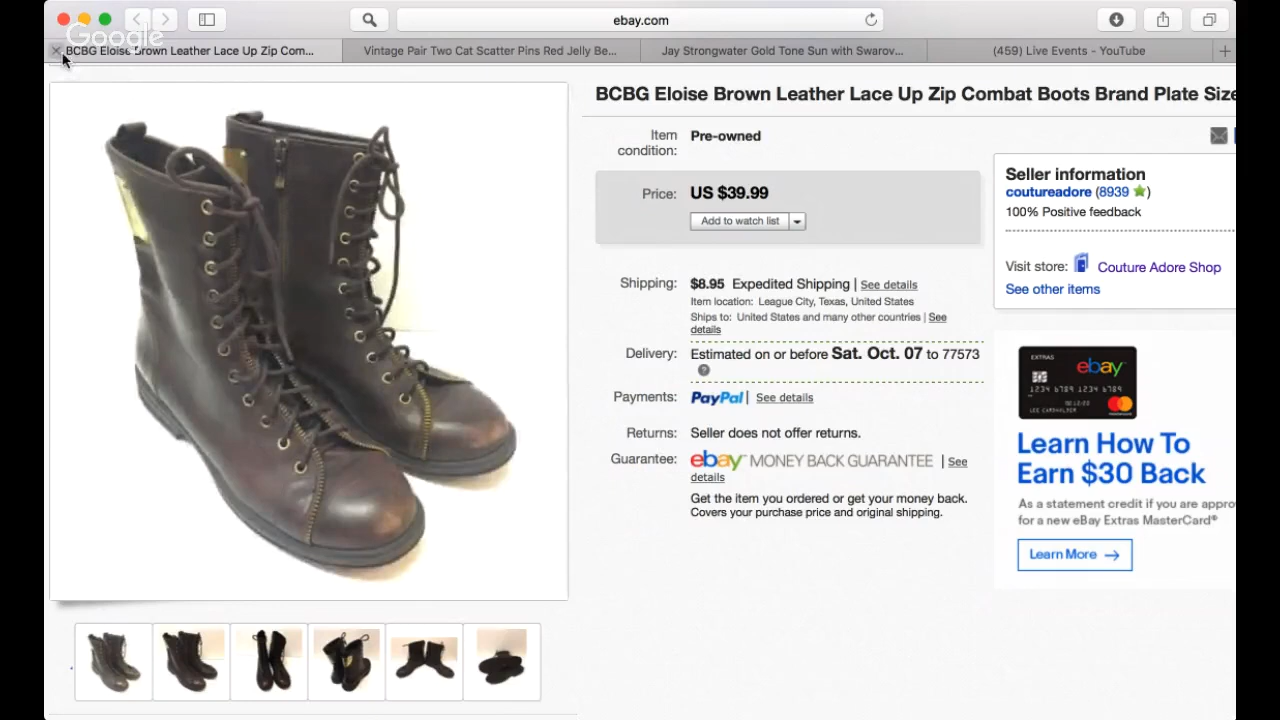 ebay.com
Google
BCBG Eloise Brown Leather Lace Up Zip Com...
Vintage Pair Two Cat Scatter Pins Red Jelly Be...
Jay Strongwater Gold Tone Sun with Swarov...
(459) Live Events - YouTube
BCBG Eloise Brown Leather Lace Up Zip Combat Boots Brand Plate Size
Item condition:
Pre-owned
Price:
US $39.99
Add to watch list
Shipping:
$8.95 Expedited Shipping | See details
Item location: League City, Texas, United States
Ships to: United States and many other countries | See
details
Delivery:
Estimated on or before Sat. Oct. 07 to 77573
Payments:
PayPal | See details
Returns:
Seller does not offer returns.
Guarantee:
ebay MONEY BACK GUARANTEE | See
details
Get the item you ordered or get your money back.
Covers your purchase price and original shipping.
Seller information
coutureadore (8939)
100% Positive feedback
Visit store: Couture Adore Shop
See other items
EXTRAS
ebay
1234 6789 1234 6789
LEE CARDHOLDER
Learn How To
Earn $30 Back
As a statement credit if you are appro
for a new eBay Extras MasterCard®
Learn More